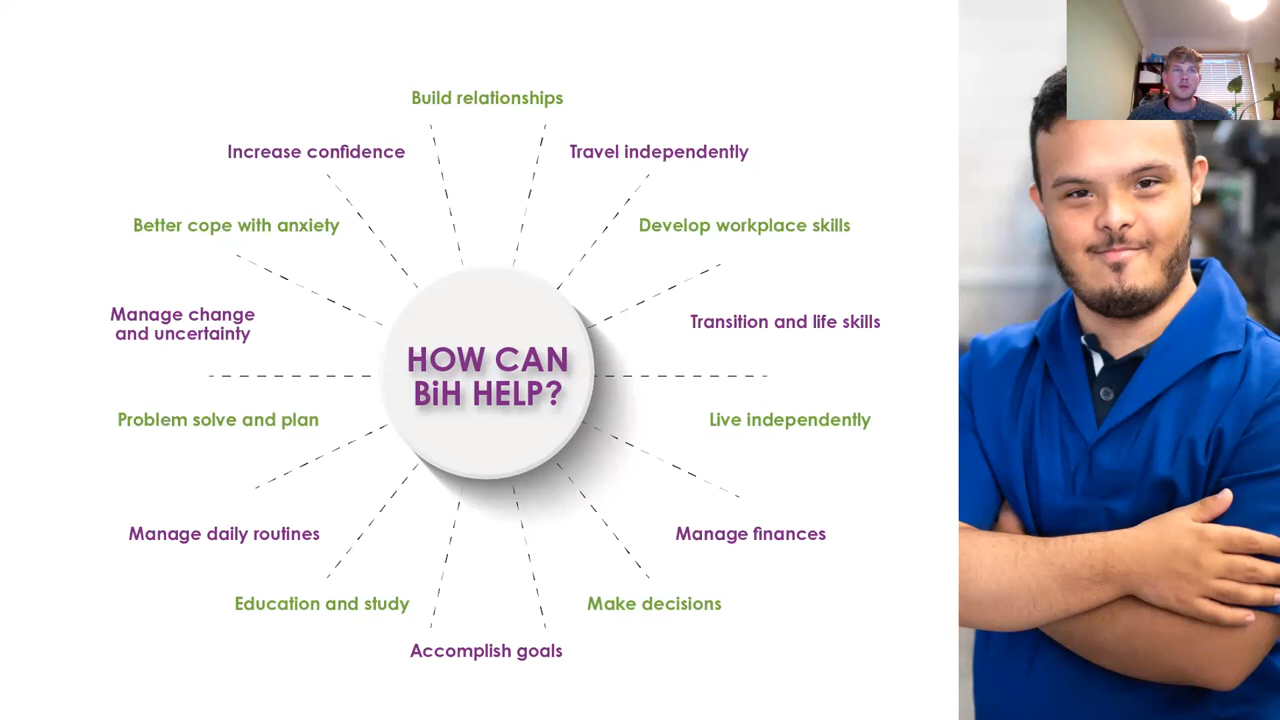 Build relationships
Increase confidence
Travel independently
Better cope with anxiety
Develop workplace skills
Manage change
and uncertainty
Transition and life skills
HOW CAN
BiH HELP?
Problem solve and plan
Live independently
Manage daily routines
Manage finances
Education and study
Make decisions
Accomplish goals